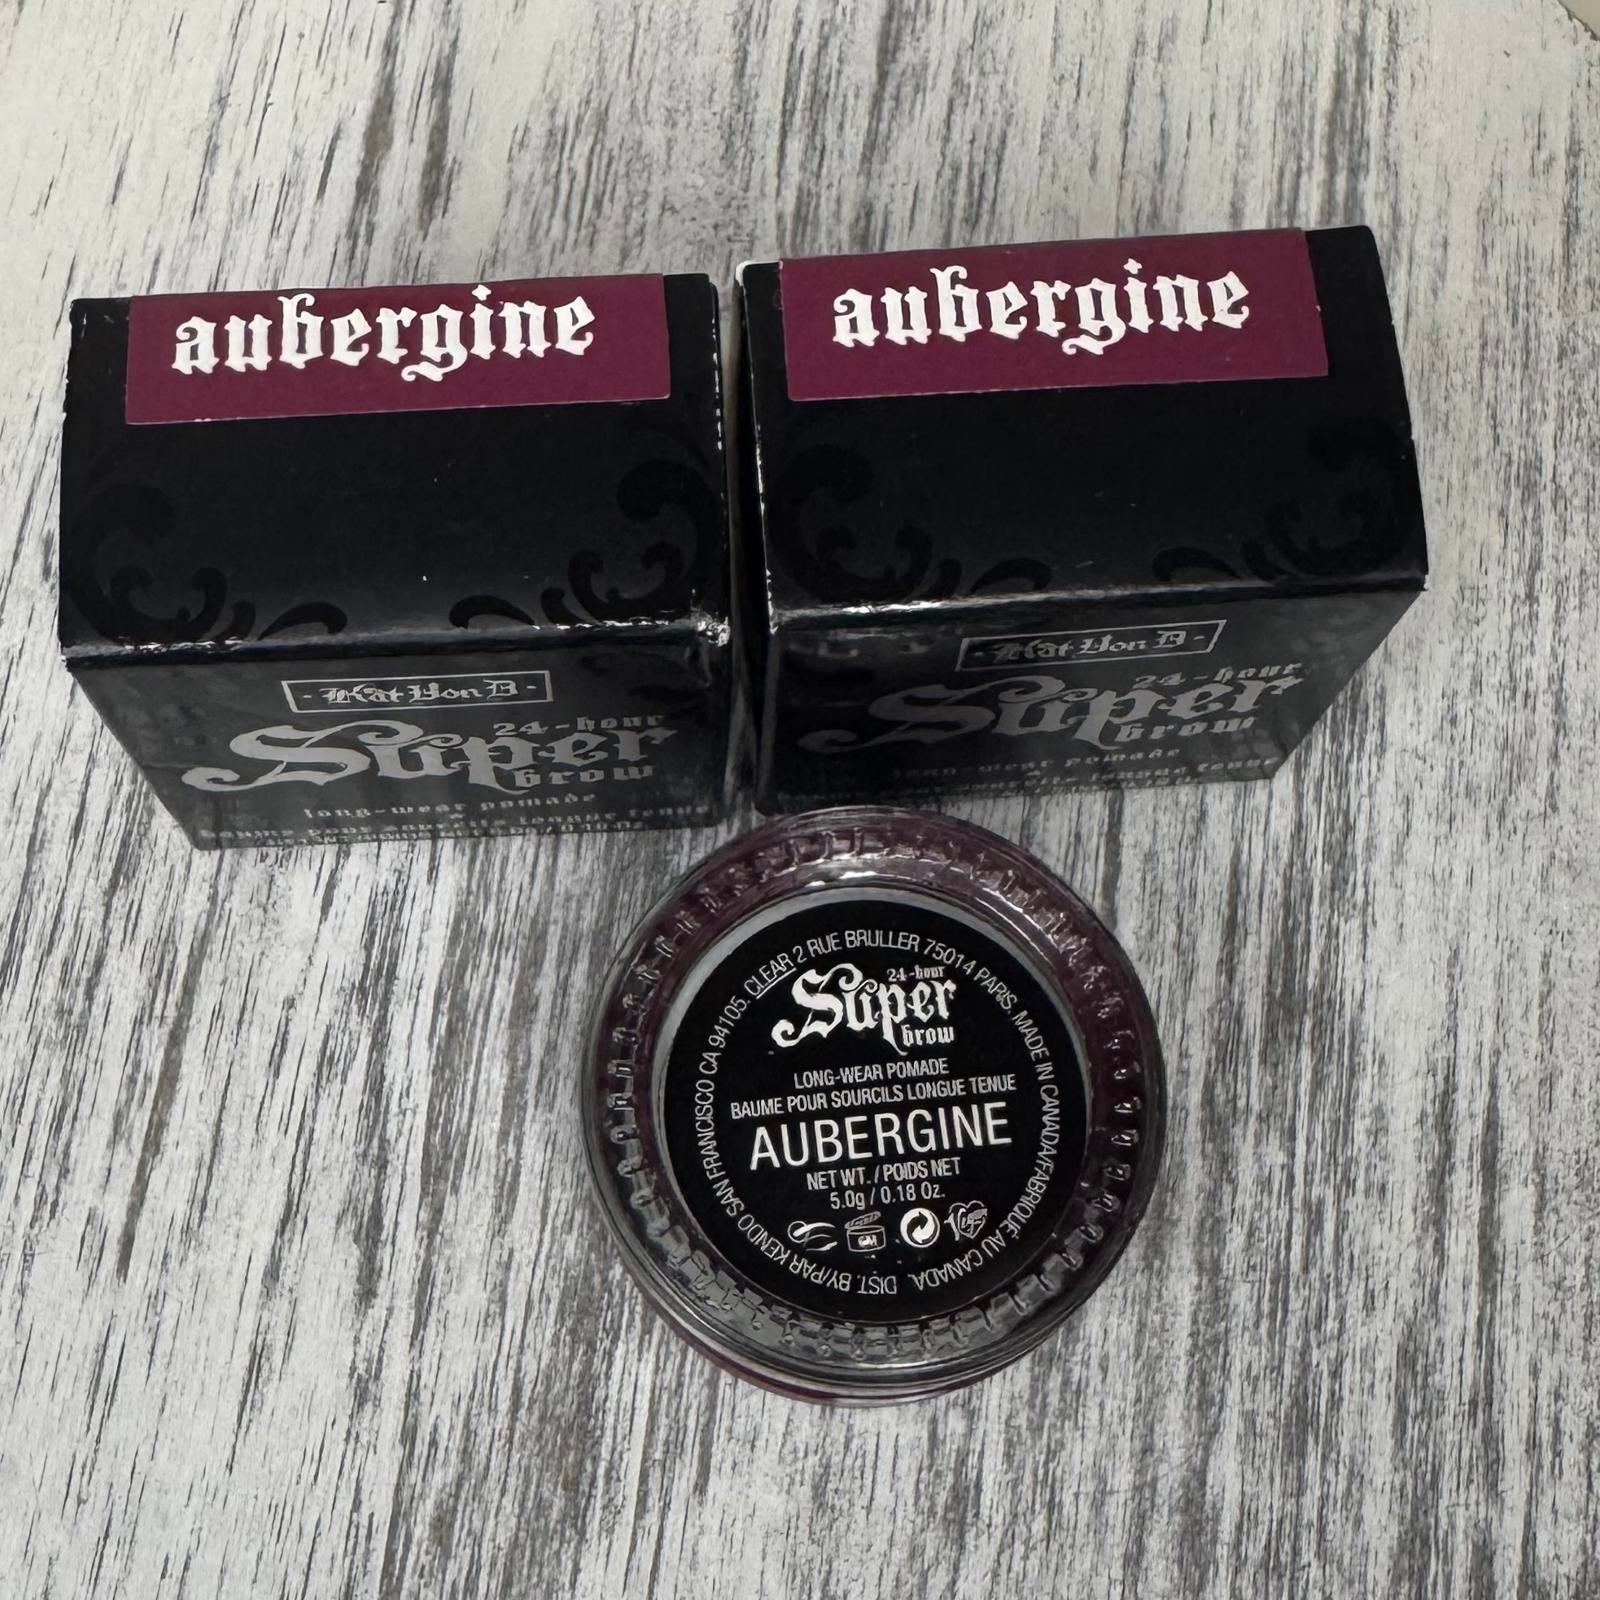 aubergine
aubergine
- Kat Von D -
24-hour
Super
brow
long-wear pomade
- Kat Von D -
24-hour
Super
brow
long-wear pomade
CLEAR 2 RUE BRULLER 75014 PARIS. MADE IN CANADA/FABRIQUÉ AU CANADA. DIST. BY/PAR KENDO SAN FRANCISCO CA 94105.
24-hour
Super
brow
LONG-WEAR POMADE
BAUME POUR SOURCILS LONGUE TENUE
AUBERGINE
NET WT. / POIDS NET
5.0g / 0.18 Oz.